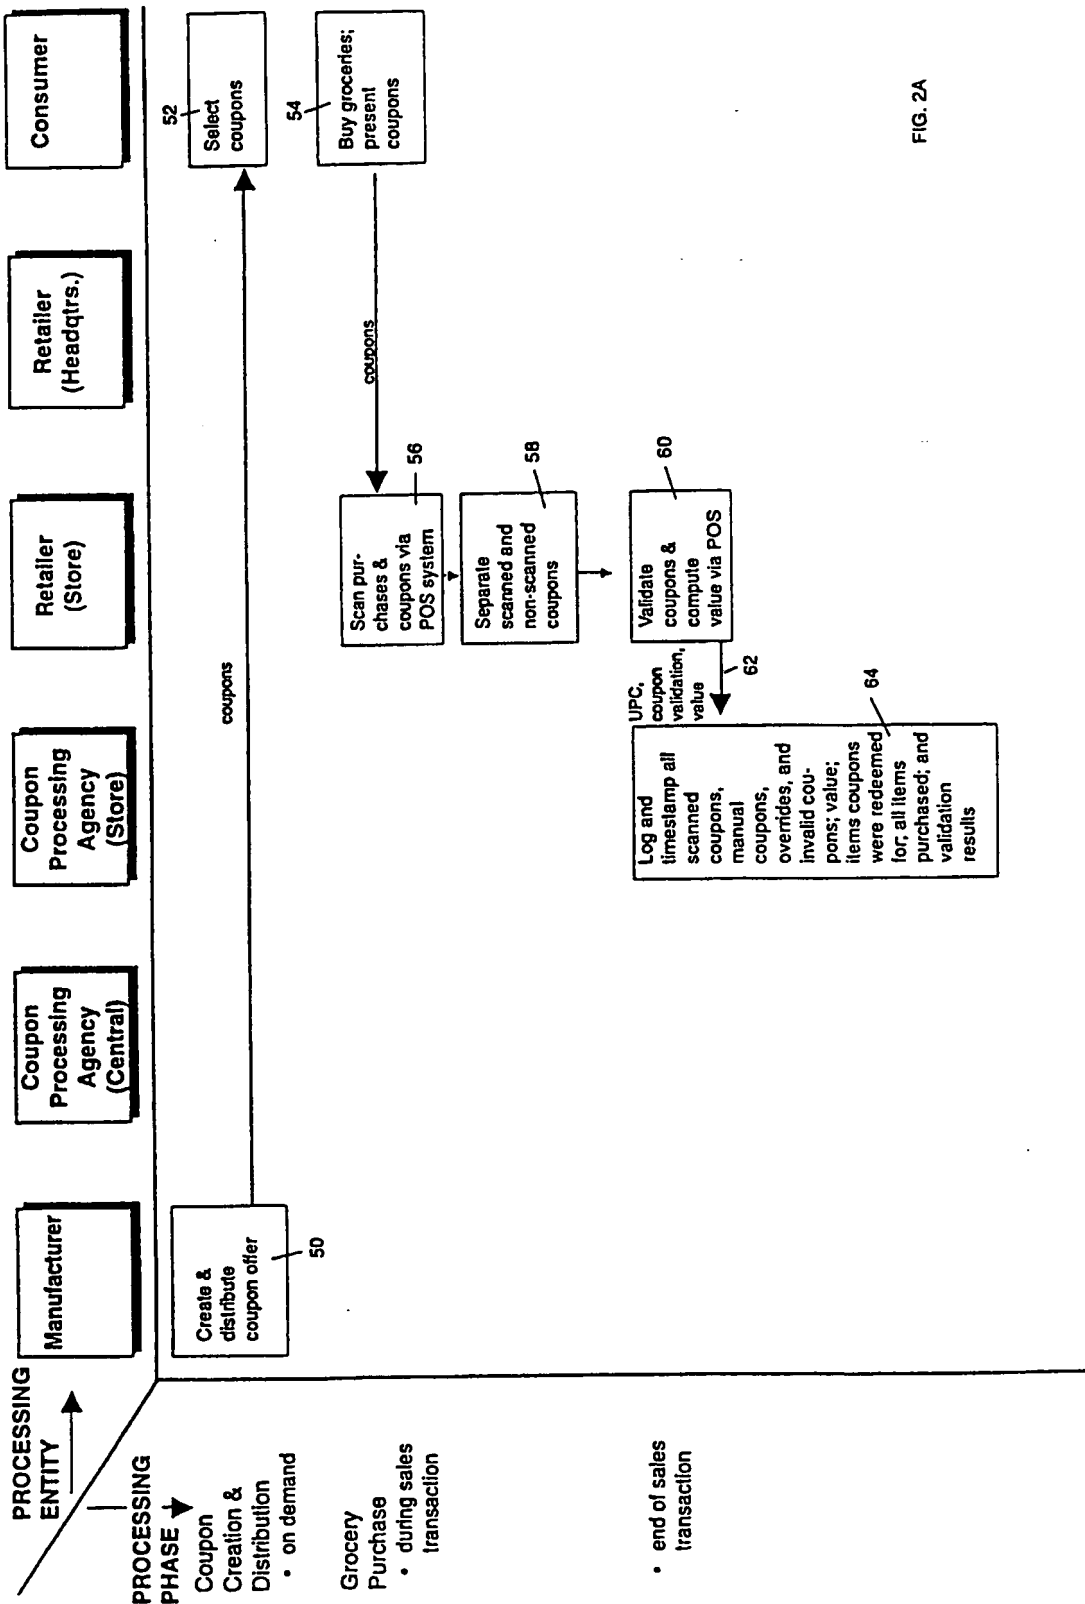 PROCESSING
ENTITY
Manufacturer
Coupon
Processing
Agency
(Central)
Coupon
Processing
Agency
(Store)
Retailer
(Store)
Retailer
(Headqtrs.)
Consumer
PROCESSING
PHASE
Coupon
Creation &
Distribution
• on demand
Create &
distribute
coupon offer
50
coupons
52
Select
coupons
Grocery
Purchase
• during sales
transaction
54
Buy groceries;
present
coupons
coupons
Scan pur-
chases &
coupons via
POS system
56
Separate
scanned and
non-scanned
coupons
58
• end of sales
transaction
Validate
coupons &
compute
value via POS
60
UPC,
coupon
validation,
value
62
Log and
timestamp all
scanned
coupons,
manual
coupons,
overrides, and
invalid cou-
pons; value;
items coupons
were redeemed
for; all items
purchased; and
validation
results
64
FIG. 2A